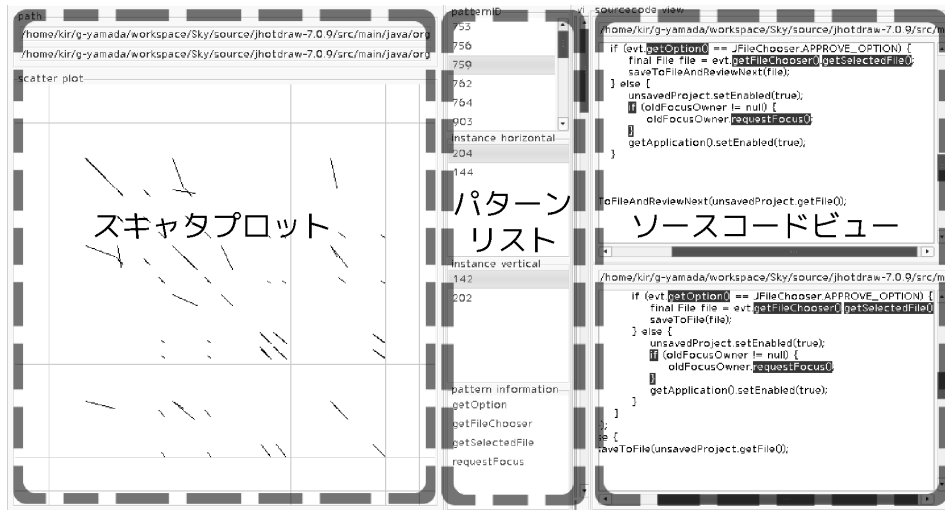 path
/home/kir/g-yamada/workspace/Sky/source/jhotdraw-7.0.9/src/main/java/org
/home/kir/g-yamada/workspace/Sky/source/jhotdraw-7.0.9/src/main/java/org
scatter plot
スキャタプロット
patternID
753
756
759
762
764
903
instance horizontal
204
144
パターン
リスト
instance vertical
142
202
pattern information
getOption
getFileChooser
getSelectedFile
requestFocus
vi
sourcecode view
/home/kir/g-yamada/workspace/Sky/source/jhotdraw-7.0.9/src/m
if (evt.getOption() == JFileChooser.APPROVE_OPTION) {
final File file = evt.getFileChooser().getSelectedFile();
saveToFileAndReviewNext(file);
} else {
unsavedProject.setEnabled(true);
if (oldFocusOwner != null) {
oldFocusOwner.requestFocus();
}
getApplication().setEnabled(true);
}
ToFileAndReviewNext(unsavedProject.getFile());
ソースコードビュー
/home/kir/g-yamada/workspace/Sky/source/jhotdraw-7.0.9/src/m
if (evt.getOption() == JFileChooser.APPROVE_OPTION) {
final File file = evt.getFileChooser().getSelectedFile()
saveToFile(file);
} else {
unsavedProject.setEnabled(true);
if (oldFocusOwner != null) {
oldFocusOwner.requestFocus();
}
getApplication().setEnabled(true);
}
}
);
se {
saveToFile(unsavedProject.getFile());